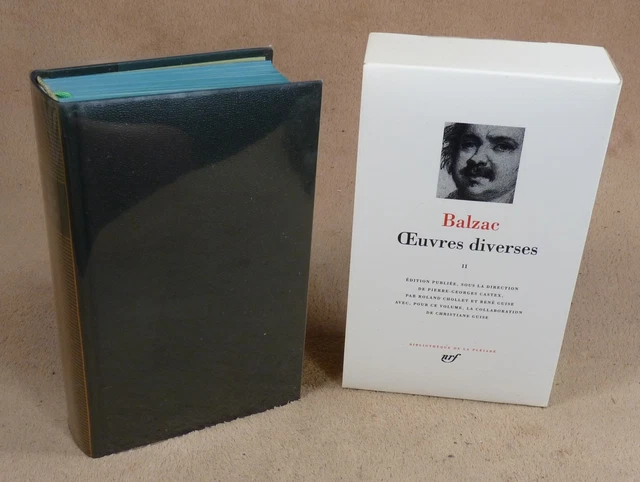 Balzac
Œuvres diverses
II
ÉDITION PUBLIÉE, SOUS LA DIRECTION
DE PIERRE-GEORGES CASTEX,
PAR ROLAND CHOLLET ET RENÉ GUISE
AVEC, POUR CE VOLUME, LA COLLABORATION
DE CHRISTIANE GUISE
BIBLIOTHÈQUE DE LA PLÉIADE
nrf